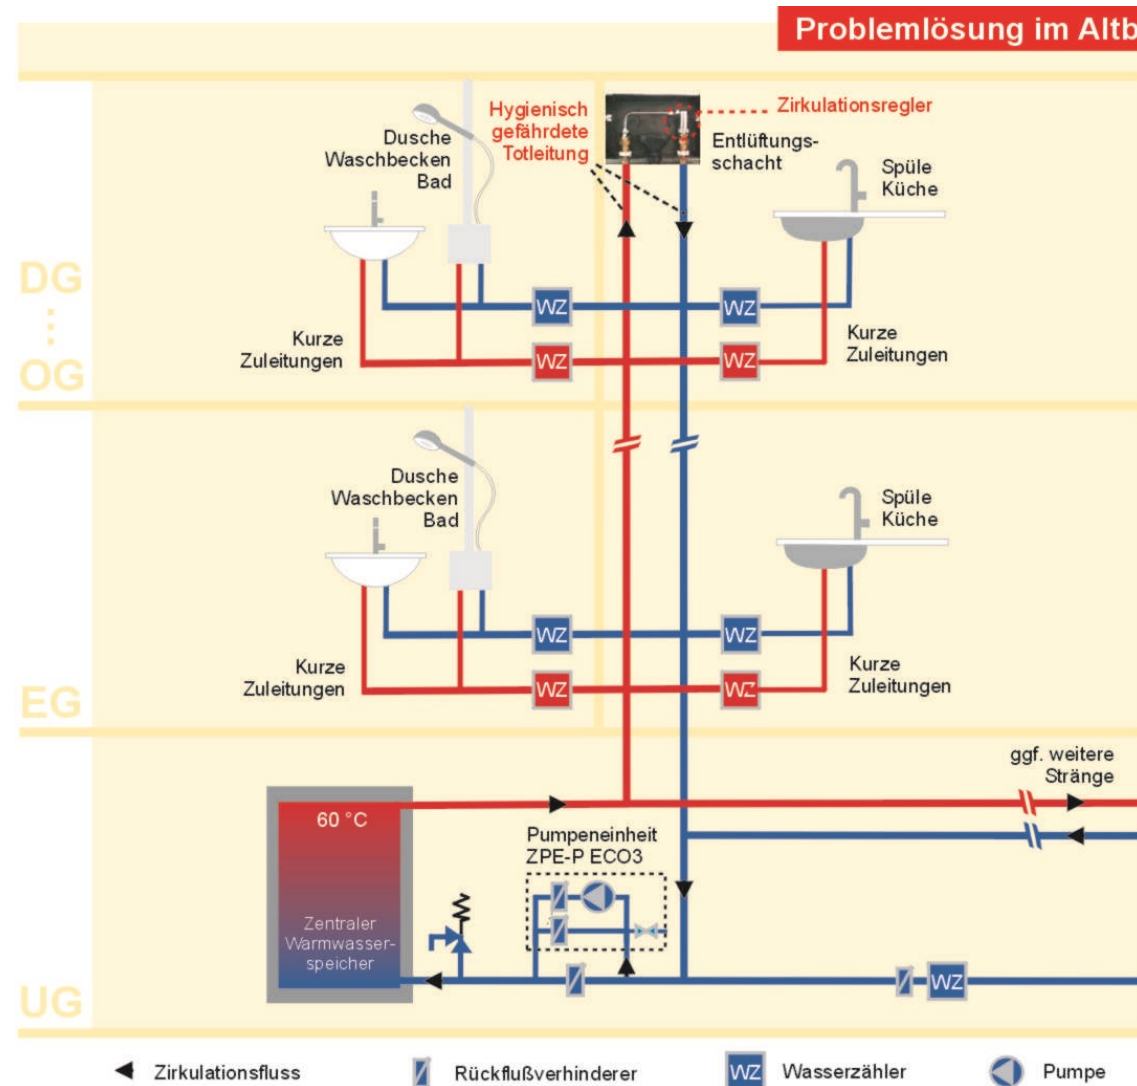 Problemlösung im Altb
Hygienisch
gefährdete
Totleitung
Zirkulationsregler
Entlüftungs-
schacht
Dusche
Waschbecken
Bad
Spüle
Küche
DG
OG
WZ
WZ
Kurze
Zuleitungen
WZ
WZ
Kurze
Zuleitungen
Dusche
Waschbecken
Bad
Spüle
Küche
EG
WZ
WZ
Kurze
Zuleitungen
WZ
WZ
Kurze
Zuleitungen
ggf. weitere
Stränge
60 °C
Pumpeneinheit
ZPE-P ECO3
Zentraler
Warmwasser-
speicher
UG
WZ
Zirkulationsfluss
Rückflußverhinderer
WZ Wasserzähler
Pumpe